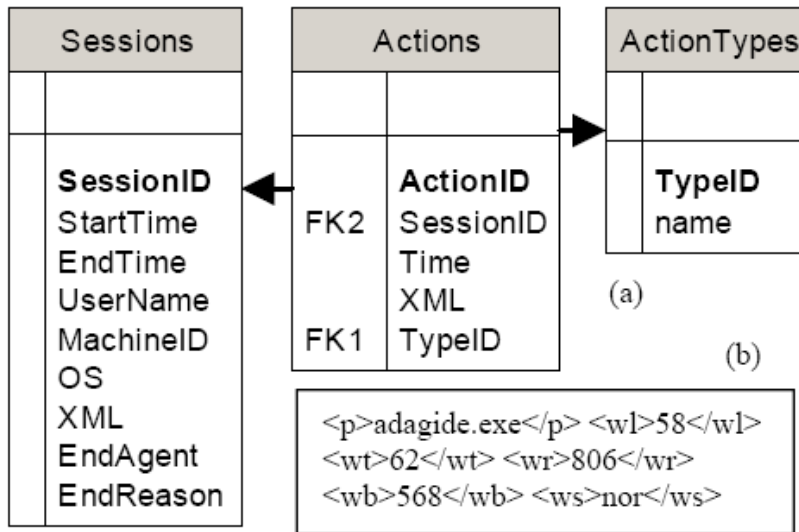 Sessions
SessionID
StartTime
EndTime
UserName
MachineID
OS
XML
EndAgent
EndReason
Actions
ActionID
FK2 SessionID
Time
XML
FK1 TypeID
ActionTypes
TypeID
name
(a)
(b)
<p>adagide.exe</p> <wl>58</wl>
<wt>62</wt> <wr>806</wr>
<wb>568</wb> <ws>nor</ws>